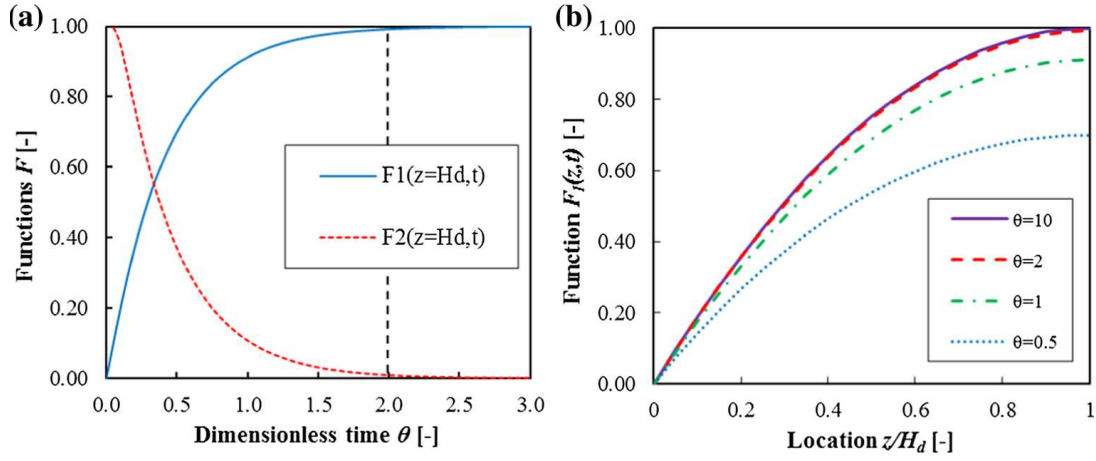 (a)
Functions F [-]
1.00
0.80
0.60
0.40
0.20
0.00
F1(z=Hd,t)
F2(z=Hd,t)
0.0 0.5 1.0 1.5 2.0 2.5 3.0
Dimensionless time θ [-]
(b)
Function F₁(z,t) [-]
1.00
0.80
0.60
0.40
0.20
0.00
θ=10
θ=2
θ=1
θ=0.5
0 0.2 0.4 0.6 0.8 1
Location z/H_d [-]